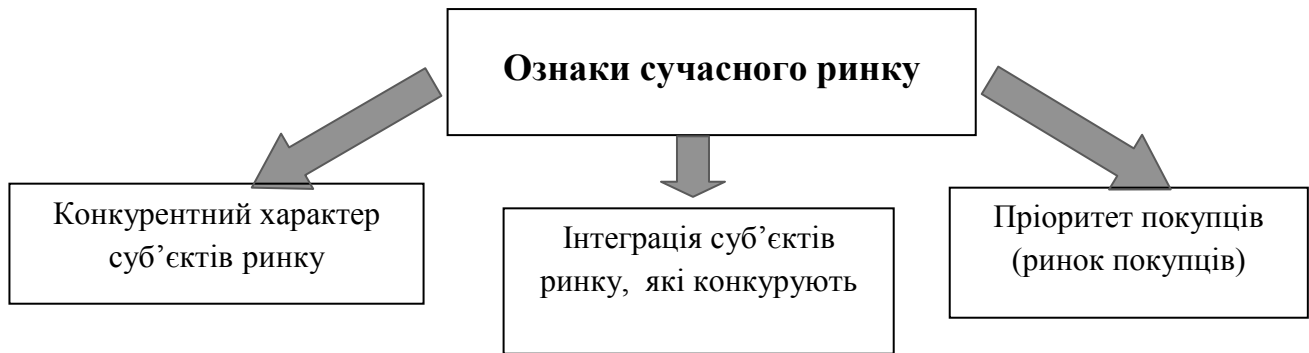 Ознаки сучасного ринку
Конкурентний характер
суб’єктів ринку
Інтеграція суб’єктів
ринку, які конкурують
Пріоритет покупців
(ринок покупців)